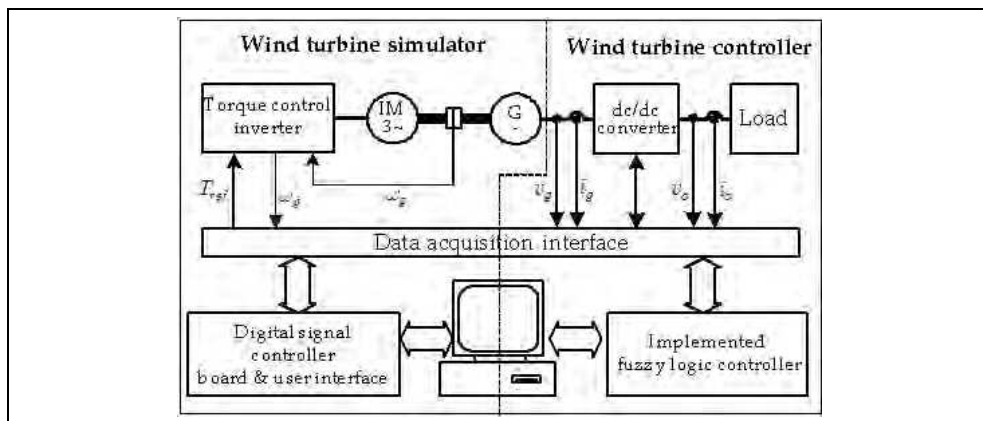 Wind turbine simulator
Wind turbine controller
Torque control
inverter
IM
3~
G
~
dc/dc
converter
Load
T_ref
ω_g
ω_g
v_g
i_g
v_o
i_o
Data acquisition interface
Digital signal
controller
board & user interface
Implemented
fuzzy logic controller